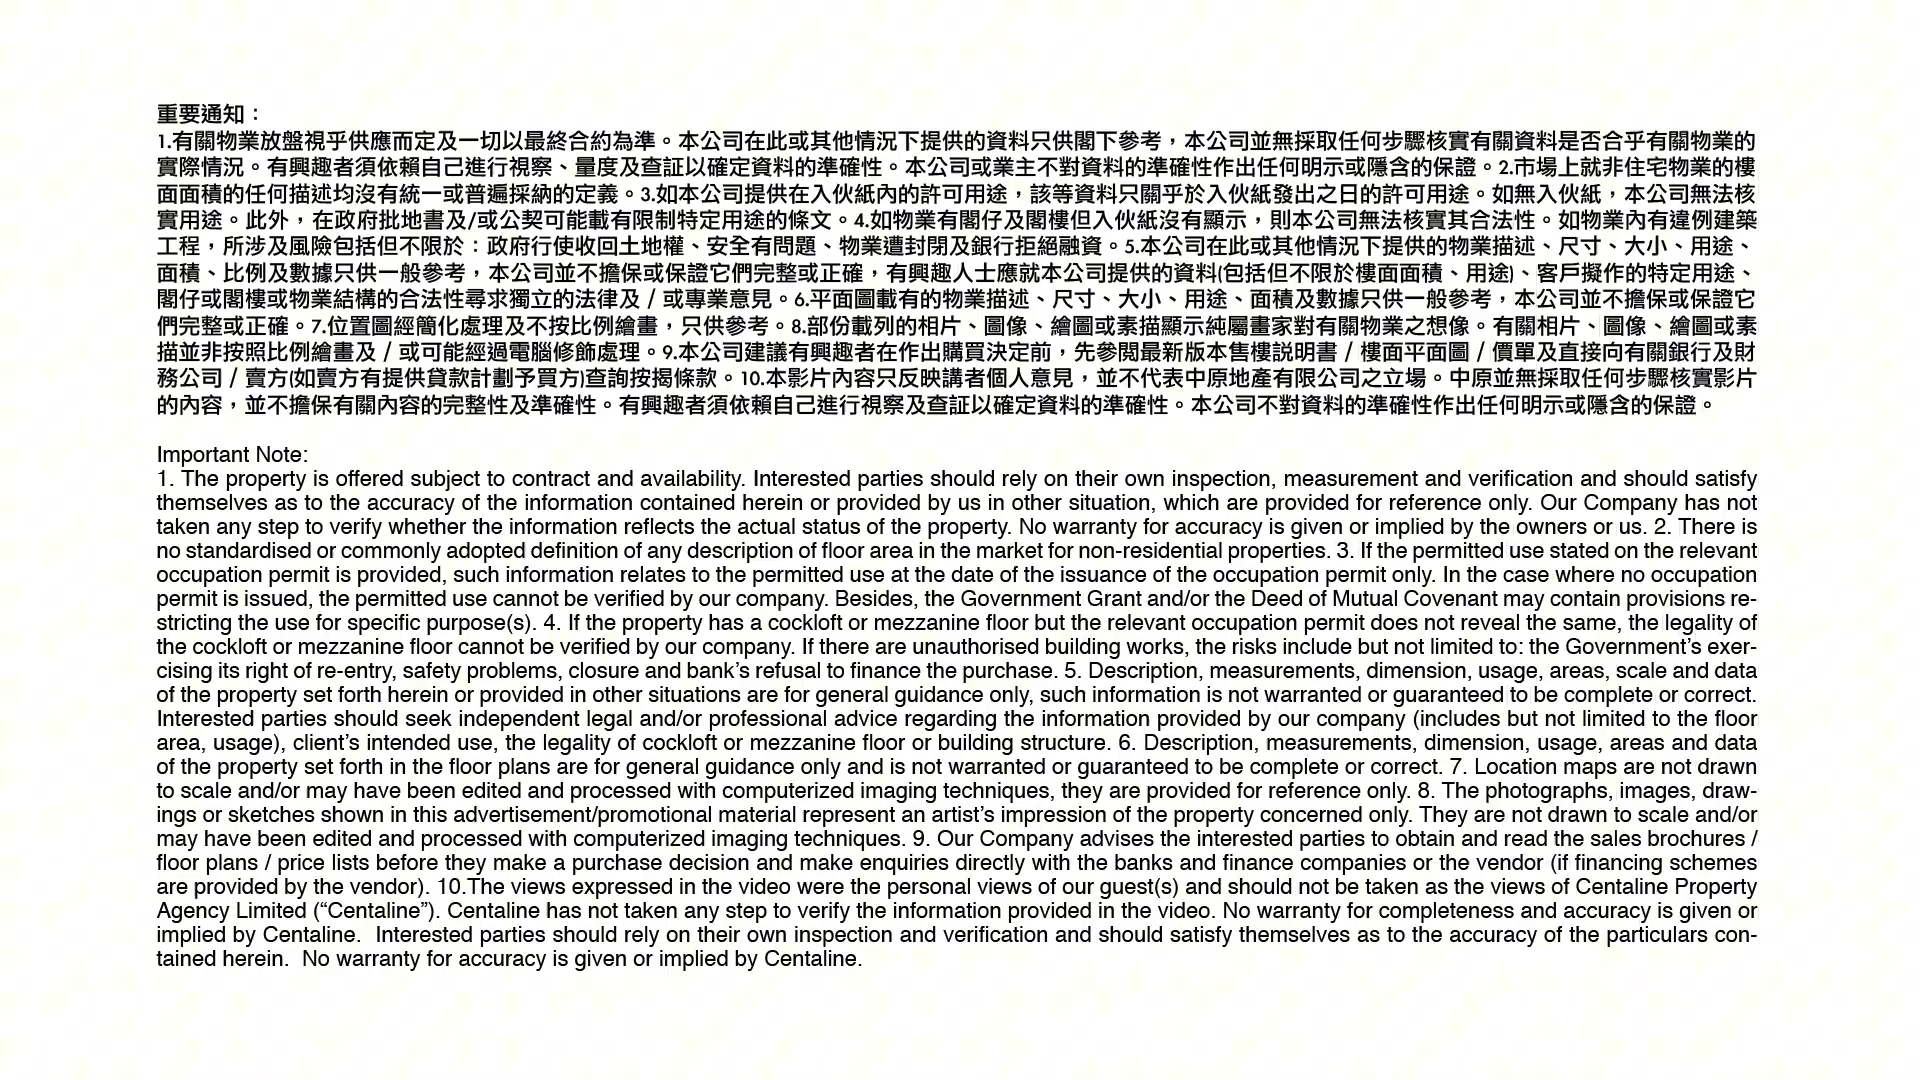 重要通知：
1.有關物業放盤視乎供應而定及一切以最終合約為準。本公司在此或其他情況下提供的資料只供閣下參考，本公司並無採取任何步驟核實有關資料是否合乎有關物業的
實際情況。有興趣者須依賴自己進行視察、量度及查証以確定資料的準確性。本公司或業主不對資料的準確性作出任何明示或隱含的保證。2.市場上就非住宅物業的樓
面面積的任何描述均沒有統一或普遍採納的定義。3.如本公司提供在入伙紙內的許可用途，該等資料只關乎於入伙紙發出之日的許可用途。如無入伙紙，本公司無法核
實用途。此外，在政府批地書及/或公契可能載有限制特定用途的條文。4.如物業有閣仔及閣樓但入伙紙沒有顯示，則本公司無法核實其合法性。如物業內有違例建築
工程，所涉及風險包括但不限於：政府行使收回土地權、安全有問題、物業遭封閉及銀行拒絕融資。5.本公司在此或其他情況下提供的物業描述、尺寸、大小、用途、
面積、比例及數據只供一般參考，本公司並不擔保或保證它們完整或正確，有興趣人士應就本公司提供的資料(包括但不限於樓面面積、用途)、客戶擬作的特定用途、
閣仔或閣樓或物業結構的合法性尋求獨立的法律及 / 或專業意見。6.平面圖載有的物業描述、尺寸、大小、用途、面積及數據只供一般參考，本公司並不擔保或保證它
們完整或正確。7.位置圖經簡化處理及不按比例繪畫，只供參考。8.部份載列的相片、圖像、繪圖或素描顯示純屬畫家對有關物業之想像。有關相片、圖像、繪圖或素
描並非按照比例繪畫及 / 或可能經過電腦修飾處理。9.本公司建議有興趣者在作出購買決定前，先參閱最新版本售樓説明書 / 樓面平面圖 / 價單及直接向有關銀行及財
務公司 / 賣方(如賣方有提供貸款計劃予買方)查詢按揭條款。10.本影片內容只反映講者個人意見，並不代表中原地產有限公司之立場。中原並無採取任何步驟核實影片
的內容，並不擔保有關內容的完整性及準確性。有興趣者須依賴自己進行視察及查証以確定資料的準確性。本公司不對資料的準確性作出任何明示或隱含的保證。
Important Note:
1. The property is offered subject to contract and availability. Interested parties should rely on their own inspection, measurement and verification and should satisfy
themselves as to the accuracy of the information contained herein or provided by us in other situation, which are provided for reference only. Our Company has not
taken any step to verify whether the information reflects the actual status of the property. No warranty for accuracy is given or implied by the owners or us. 2. There is
no standardised or commonly adopted definition of any description of floor area in the market for non-residential properties. 3. If the permitted use stated on the relevant
occupation permit is provided, such information relates to the permitted use at the date of the issuance of the occupation permit only. In the case where no occupation
permit is issued, the permitted use cannot be verified by our company. Besides, the Government Grant and/or the Deed of Mutual Covenant may contain provisions re-
stricting the use for specific purpose(s). 4. If the property has a cockloft or mezzanine floor but the relevant occupation permit does not reveal the same, the legality of
the cockloft or mezzanine floor cannot be verified by our company. If there are unauthorised building works, the risks include but not limited to: the Government’s exer-
cising its right of re-entry, safety problems, closure and bank’s refusal to finance the purchase. 5. Description, measurements, dimension, usage, areas, scale and data
of the property set forth herein or provided in other situations are for general guidance only, such information is not warranted or guaranteed to be complete or correct.
Interested parties should seek independent legal and/or professional advice regarding the information provided by our company (includes but not limited to the floor
area, usage), client’s intended use, the legality of cockloft or mezzanine floor or building structure. 6. Description, measurements, dimension, usage, areas and data
of the property set forth in the floor plans are for general guidance only and is not warranted or guaranteed to be complete or correct. 7. Location maps are not drawn
to scale and/or may have been edited and processed with computerized imaging techniques, they are provided for reference only. 8. The photographs, images, draw-
ings or sketches shown in this advertisement/promotional material represent an artist’s impression of the property concerned only. They are not drawn to scale and/or
may have been edited and processed with computerized imaging techniques. 9. Our Company advises the interested parties to obtain and read the sales brochures /
floor plans / price lists before they make a purchase decision and make enquiries directly with the banks and finance companies or the vendor (if financing schemes
are provided by the vendor). 10.The views expressed in the video were the personal views of our guest(s) and should not be taken as the views of Centaline Property
Agency Limited (“Centaline”). Centaline has not taken any step to verify the information provided in the video. No warranty for completeness and accuracy is given or
implied by Centaline.  Interested parties should rely on their own inspection and verification and should satisfy themselves as to the accuracy of the particulars con-
tained herein.  No warranty for accuracy is given or implied by Centaline.